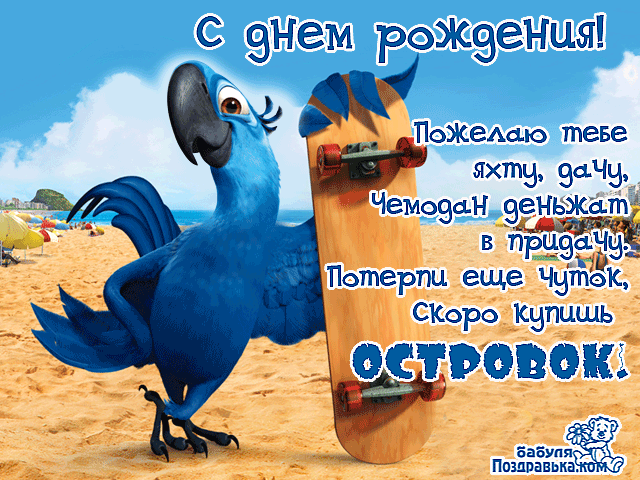 С днем рождения!
Пожелаю тебе
яхту, дачу,
Чемодан деньжат
в придачу.
Потерпи еще чуток,
Скоро купишь
ОСТРОВОК!
бабуля
Поздравька.ком